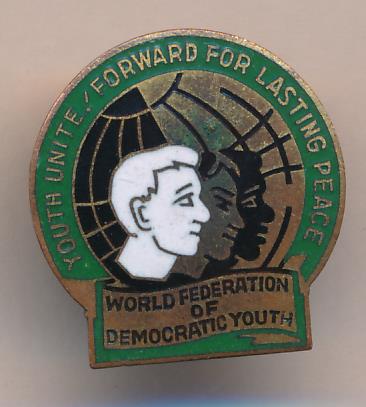 YOUTH UNITE! FORWARD FOR LASTING PEACE
WORLD FEDERATION
OF
DEMOCRATIC YOUTH